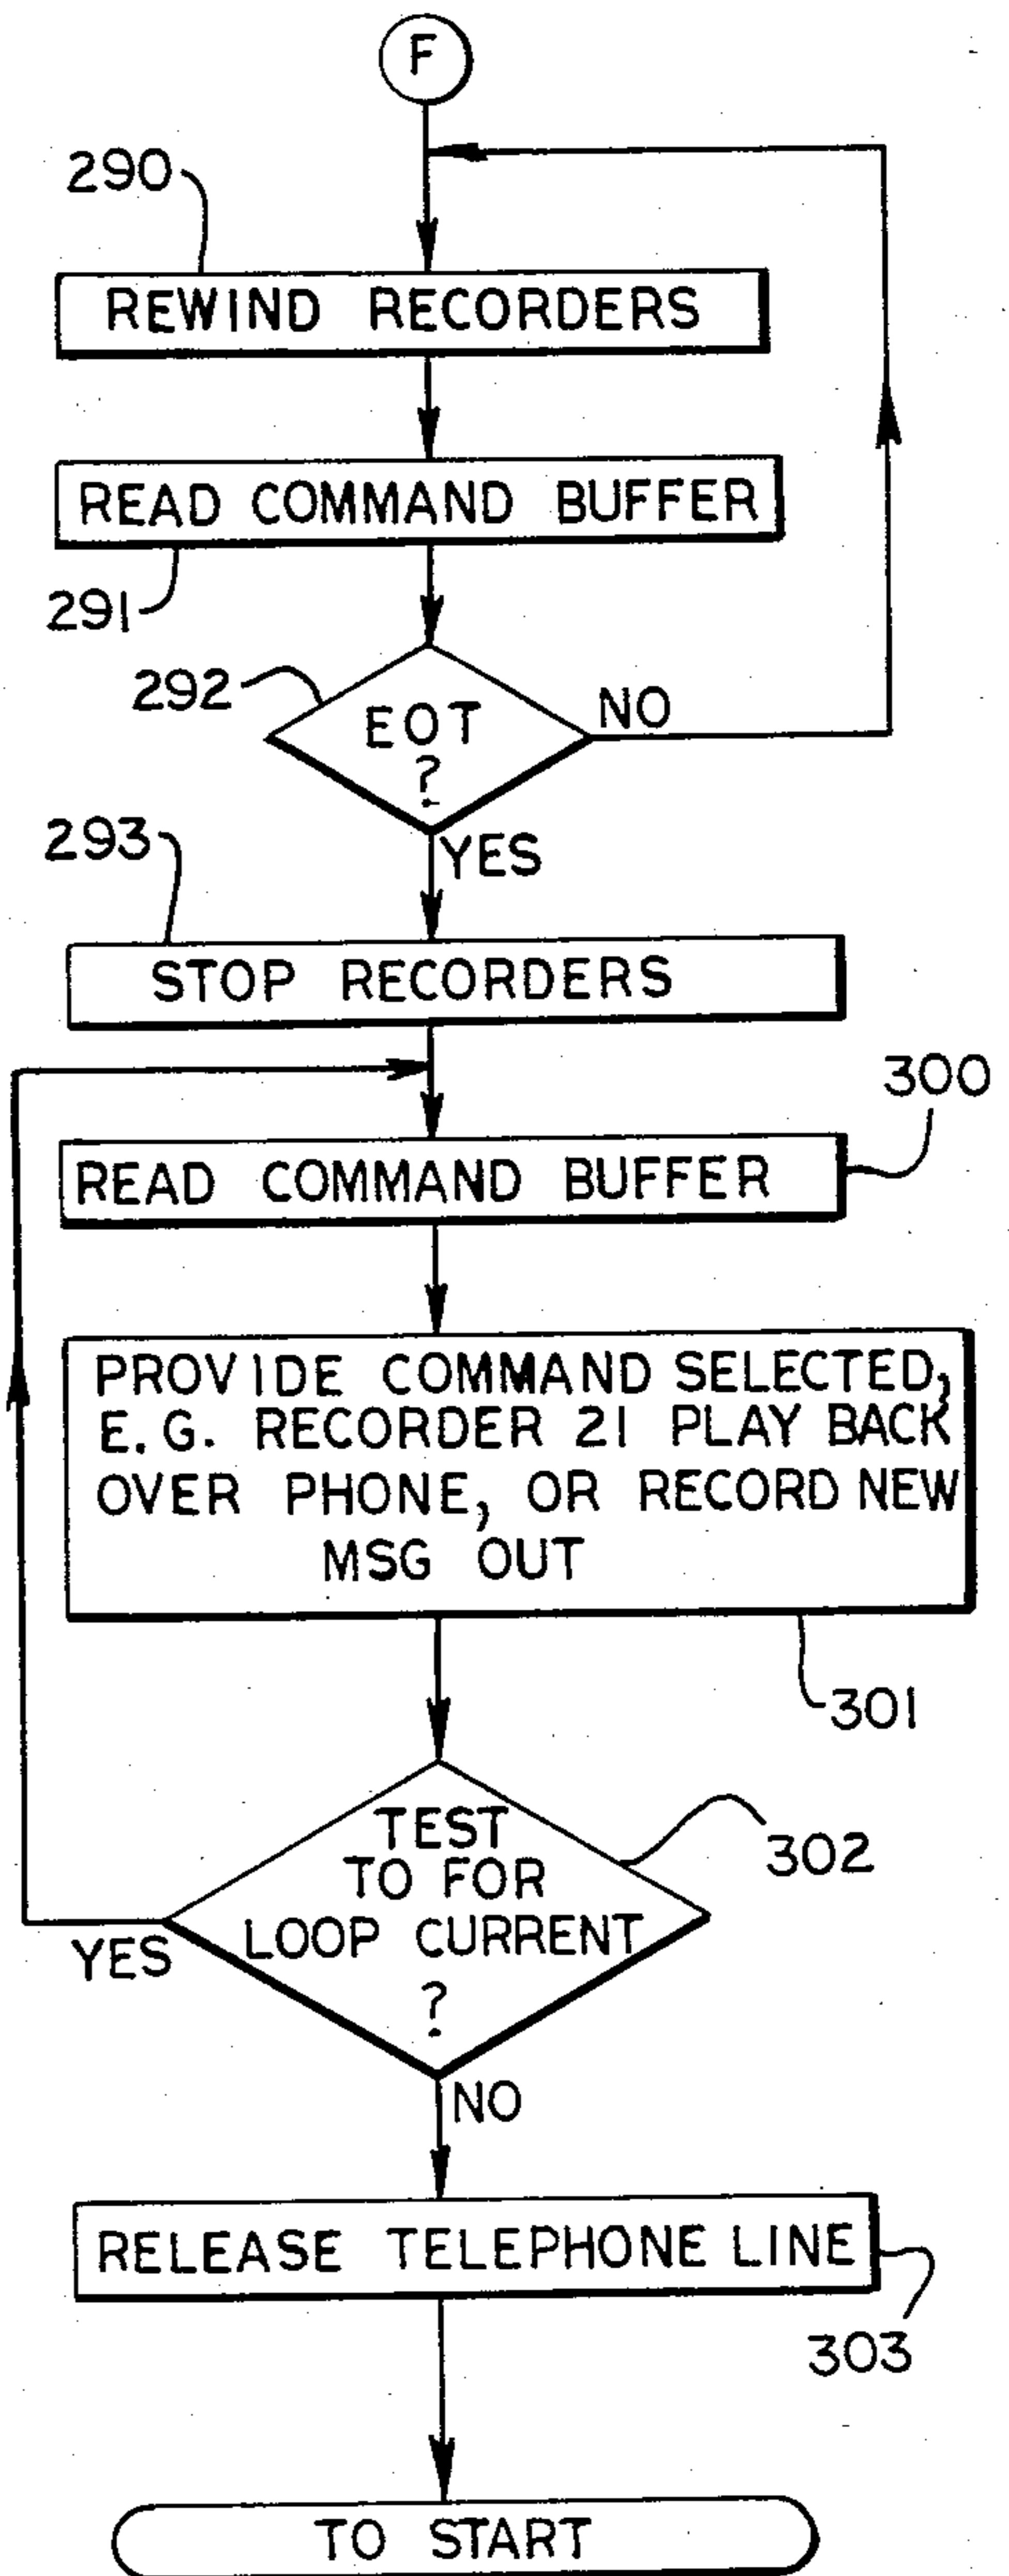 F
290
REWIND RECORDERS
READ COMMAND BUFFER
291
292
EOT
?
NO
YES
293
STOP RECORDERS
300
READ COMMAND BUFFER
PROVIDE COMMAND SELECTED,
E.G. RECORDER 21 PLAY BACK
OVER PHONE, OR RECORD NEW
MSG OUT
301
TEST
TO FOR
LOOP CURRENT
?
302
YES
NO
RELEASE TELEPHONE LINE
303
TO START